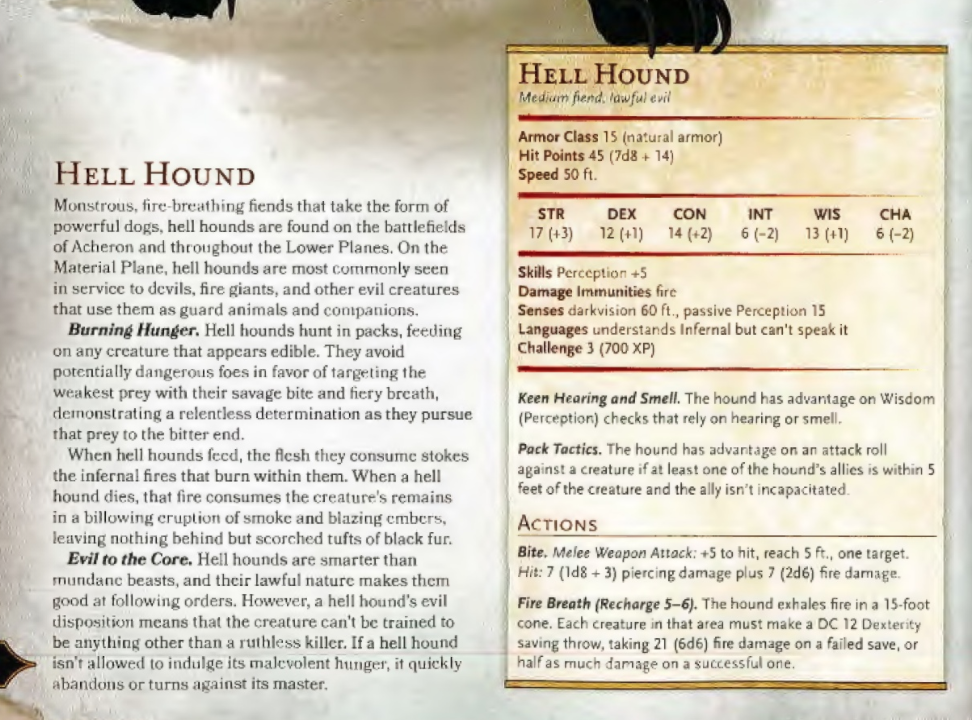 HELL HOUND
Monstrous, fire-breathing fiends that take the form of
powerful dogs, hell hounds are found on the battlefields
of Acheron and throughout the Lower Planes. On the
Material Plane, hell hounds are most commonly seen
in service to devils, fire giants, and other evil creatures
that use them as guard animals and companions.
Burning Hunger. Hell hounds hunt in packs, feeding
on any creature that appears edible. They avoid
potentially dangerous foes in favor of targeting the
weakest prey with their savage bite and fiery breath,
demonstrating a relentless determination as they pursue
that prey to the bitter end.
When hell hounds feed, the flesh they consume stokes
the infernal fires that burn within them. When a hell
hound dies, that fire consumes the creature's remains
in a billowing eruption of smoke and blazing embers,
leaving nothing behind but scorched tufts of black fur.
Evil to the Core. Hell hounds are smarter than
mundane beasts, and their lawful nature makes them
good at following orders. However, a hell hound's evil
disposition means that the creature can't be trained to
be anything other than a ruthless killer. If a hell hound
isn't allowed to indulge its malevolent hunger, it quickly
abandons or turns against its master.
HELL HOUND
Medium fiend, lawful evil
Armor Class 15 (natural armor)
Hit Points 45 (7d8 + 14)
Speed 50 ft.
STR DEX CON INT WIS CHA
17 (+3) 12 (+1) 14 (+2) 6 (−2) 13 (+1) 6 (−2)
Skills Perception +5
Damage Immunities fire
Senses darkvision 60 ft., passive Perception 15
Languages understands Infernal but can't speak it
Challenge 3 (700 XP)
Keen Hearing and Smell. The hound has advantage on Wisdom
(Perception) checks that rely on hearing or smell.
Pack Tactics. The hound has advantage on an attack roll
against a creature if at least one of the hound's allies is within 5
feet of the creature and the ally isn't incapacitated.
ACTIONS
Bite. Melee Weapon Attack: +5 to hit, reach 5 ft., one target.
Hit: 7 (1d8 + 3) piercing damage plus 7 (2d6) fire damage.
Fire Breath (Recharge 5–6). The hound exhales fire in a 15-foot
cone. Each creature in that area must make a DC 12 Dexterity
saving throw, taking 21 (6d6) fire damage on a failed save, or
half as much damage on a successful one.